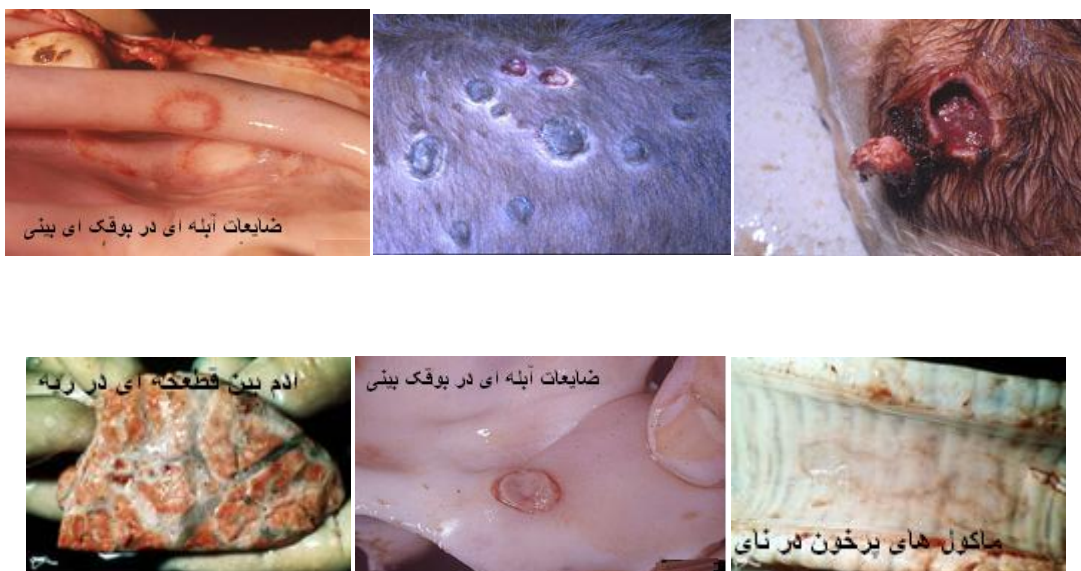 ضایعات آبله ای در بوقک ای بینی
ادم بین قطعچه ای در ریه
ضایعات آبله ای در بوقک بینی
ماکول های پرخون در نای